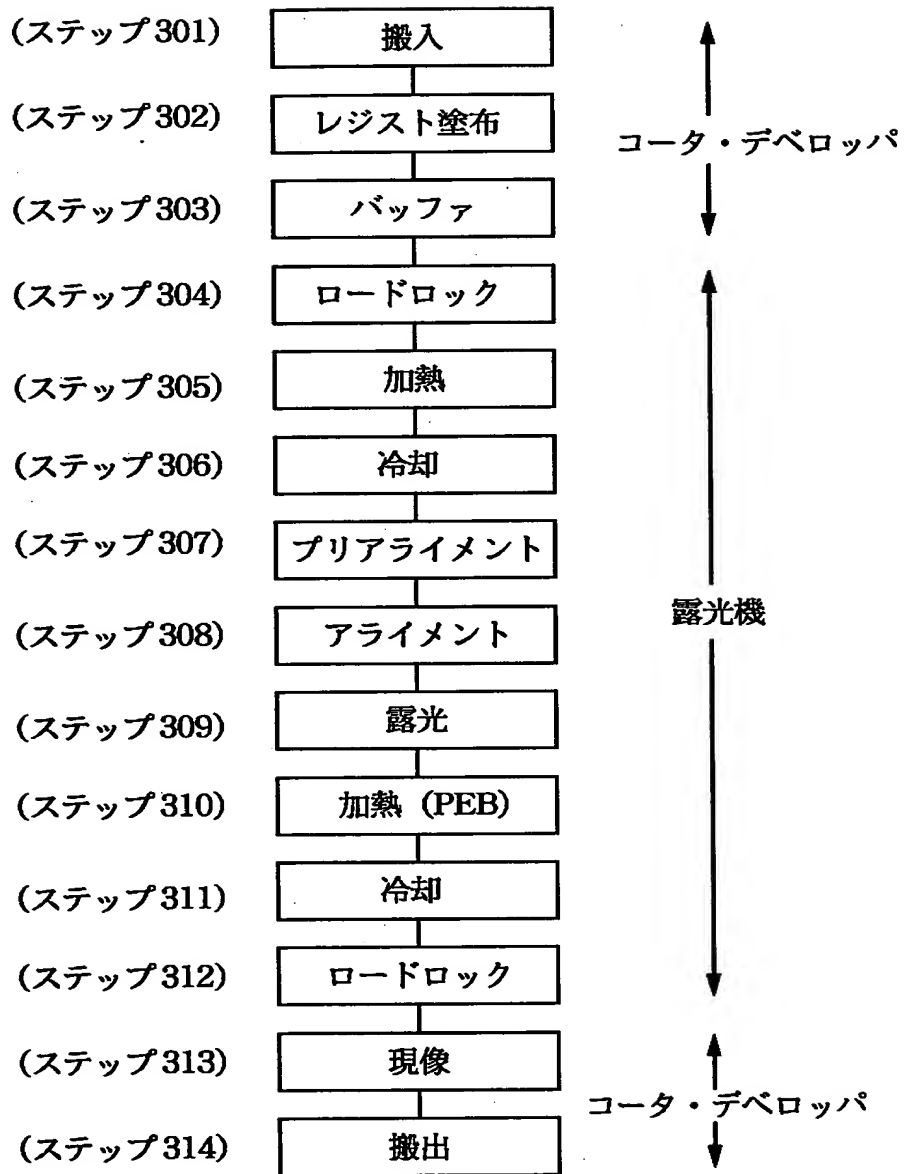 (ステップ301) 搬入
(ステップ302) レジスト塗布
コータ・デベロッパ
(ステップ303) バッファ
(ステップ304) ロードロック
(ステップ305) 加熱
(ステップ306) 冷却
(ステップ307) プリアライメント
(ステップ308) アライメント
露光機
(ステップ309) 露光
(ステップ310) 加熱 (PEB)
(ステップ311) 冷却
(ステップ312) ロードロック
(ステップ313) 現像
コータ・デベロッパ
(ステップ314) 搬出